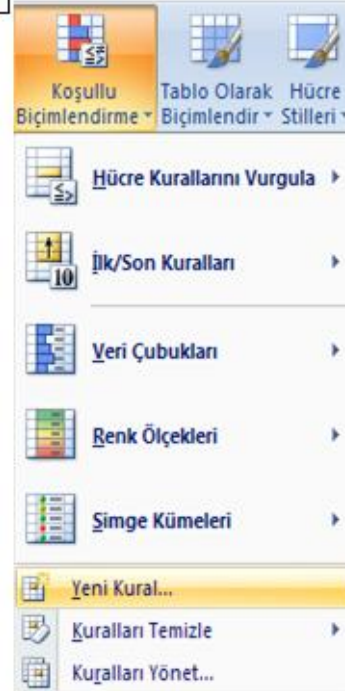 Koşullu Biçimlendirme
Tablo Olarak Biçimlendir
Hücre Stilleri
Hücre Kurallarını Vurgula
İlk/Son Kuralları
10
Veri Çubukları
Renk Ölçekleri
Simge Kümeleri
Yeni Kural...
Kuralları Temizle
Kuralları Yönet...